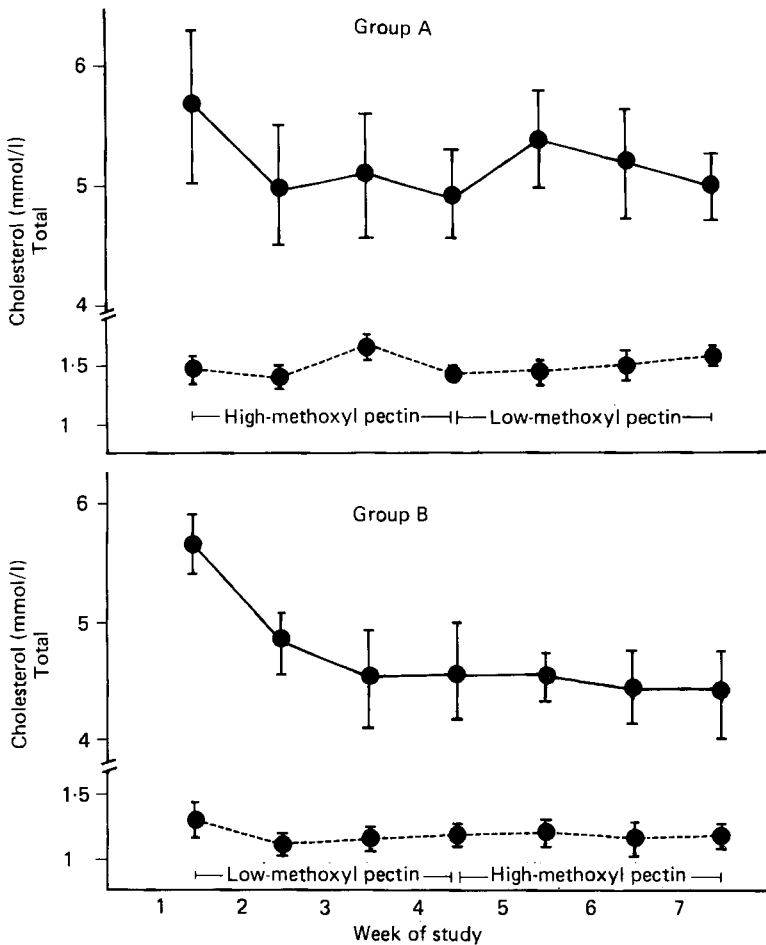 Group A
6
5
4
1·5
1
Cholesterol (mmol/l)
Total
High-methoxyl pectin
Low-methoxyl pectin
Group B
6
5
4
1·5
1
Cholesterol (mmol/l)
Total
Low-methoxyl pectin
High-methoxyl pectin
1 2 3 4 5 6 7
Week of study